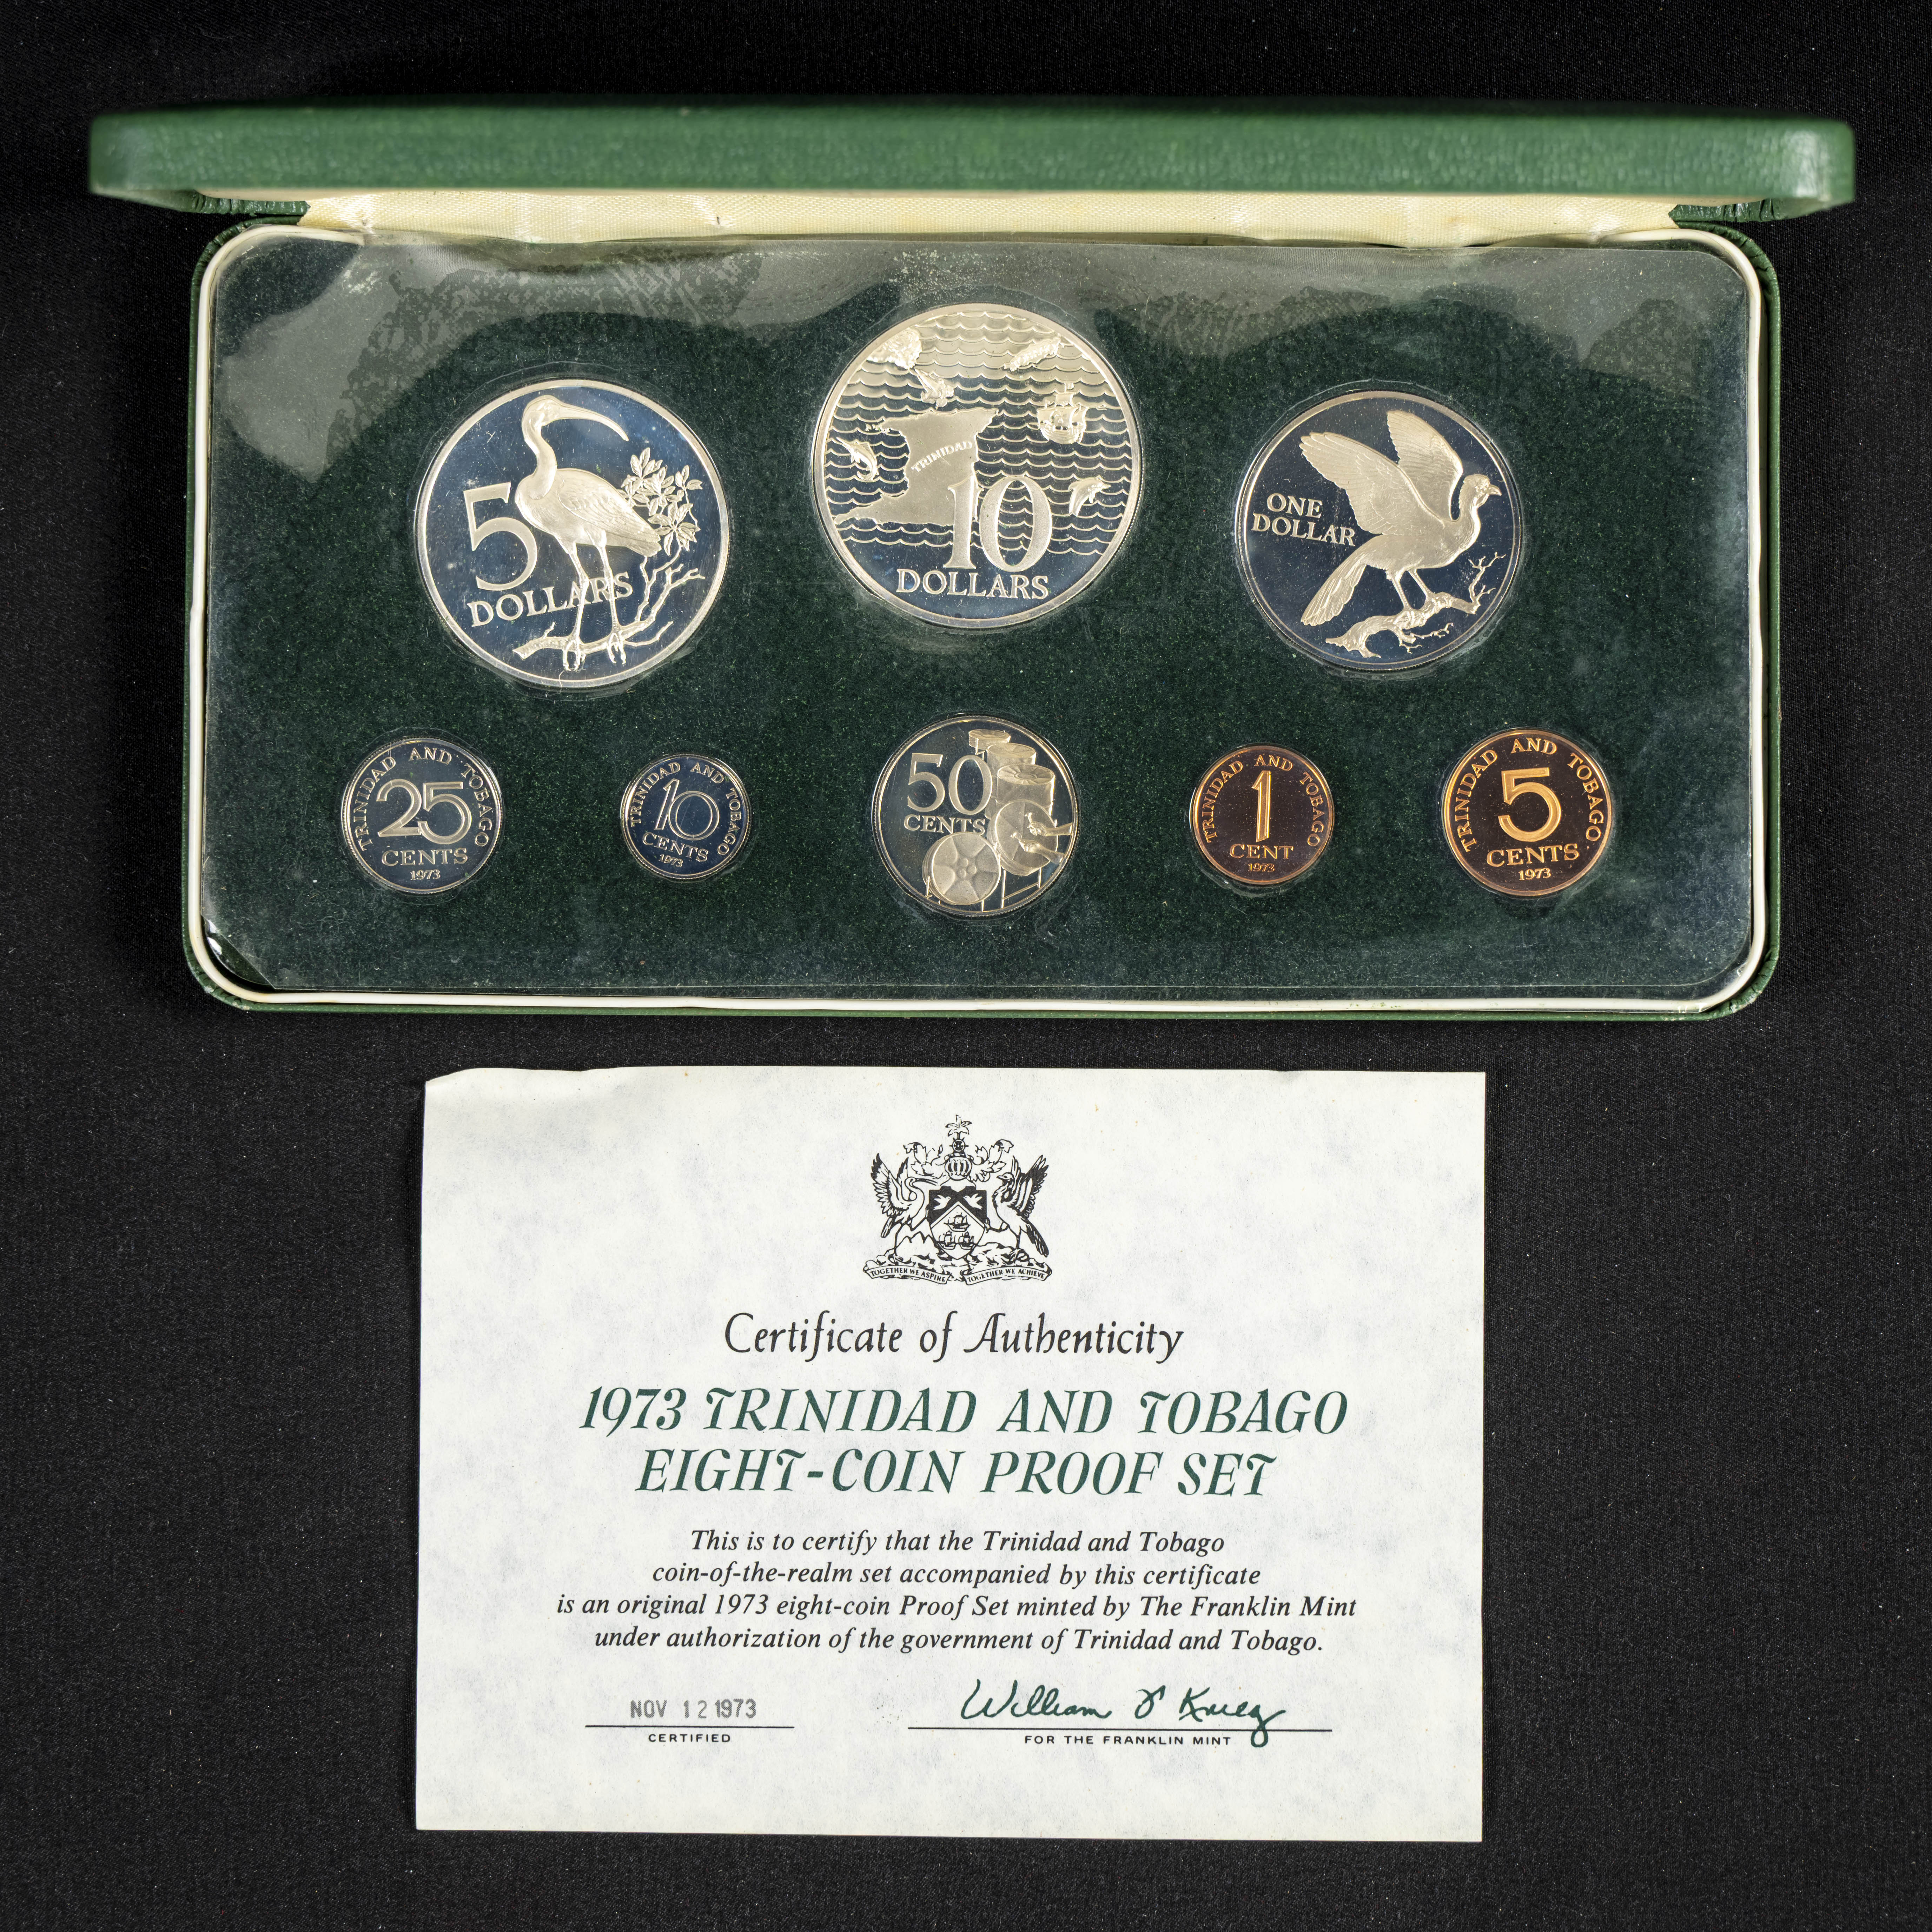 5
DOLLARS
TRINIDAD
10
DOLLARS
ONE
DOLLAR
TRINIDAD AND TOBAGO
25
CENTS
1973
TRINIDAD AND TOBAGO
10
CENTS
1973
50
CENTS
TRINIDAD AND TOBAGO
1
CENT
1973
TRINIDAD AND TOBAGO
5
CENTS
1973
TOGETHER WE ASPIRE TOGETHER WE ACHIEVE
Certificate of Authenticity
1973 TRINIDAD AND TOBAGO
EIGHT-COIN PROOF SET
This is to certify that the Trinidad and Tobago
coin-of-the-realm set accompanied by this certificate
is an original 1973 eight-coin Proof Set minted by The Franklin Mint
under authorization of the government of Trinidad and Tobago.
NOV 12 1973
CERTIFIED
William
FOR THE FRANKLIN MINT